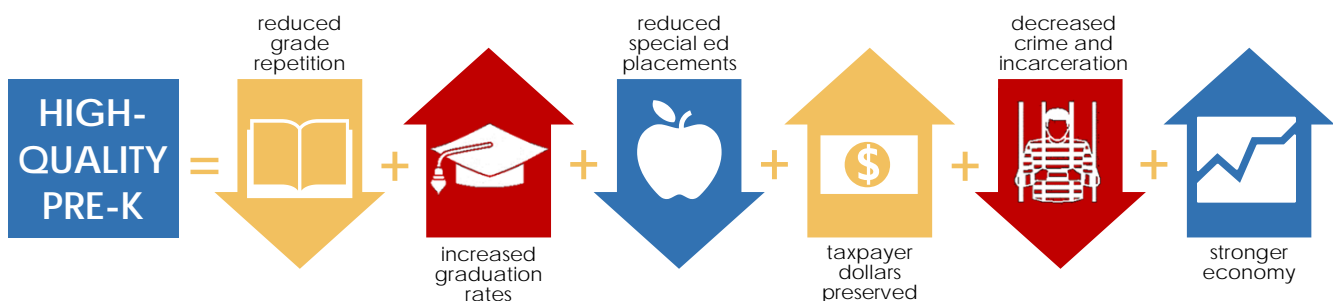 HIGH-
QUALITY
PRE-K
=
reduced
grade
repetition
+
increased
graduation
rates
+
reduced
special ed
placements
+
$
taxpayer
dollars
preserved
+
decreased
crime and
incarceration
+
stronger
economy